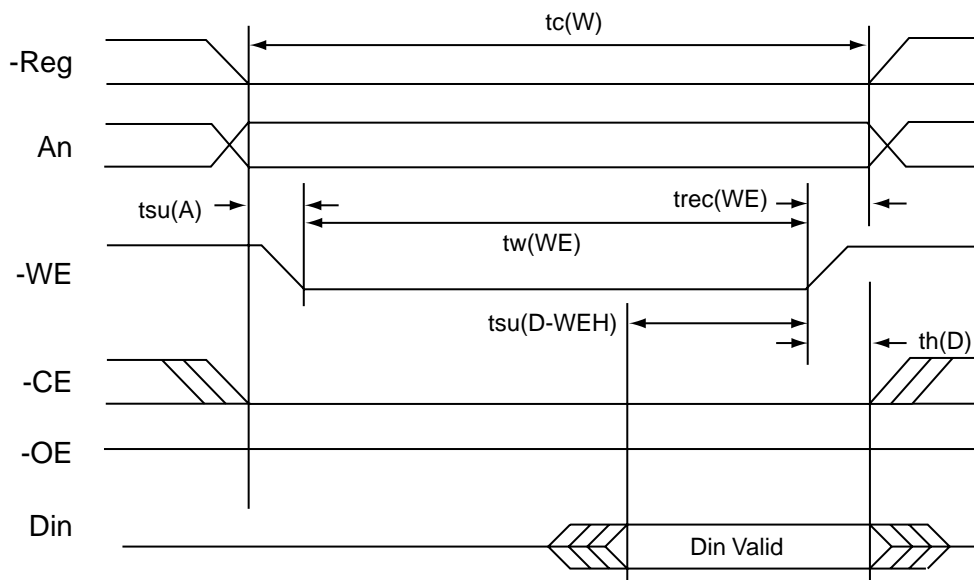 tc(W)
-Reg
An
tsu(A)
trec(WE)
tw(WE)
-WE
tsu(D-WEH)
th(D)
-CE
-OE
Din
Din Valid